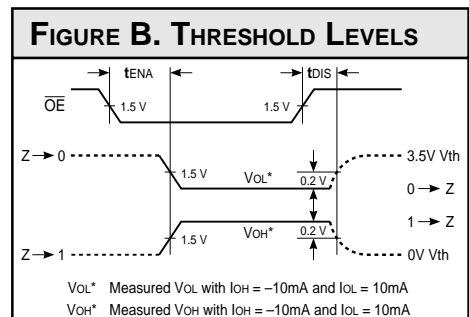 FIGURE B. THRESHOLD LEVELS
tENA tDIS
OE 1.5 V 1.5 V
Z 0 1.5 V VOL* 0.2 V 3.5V Vth
0 Z
1 Z
Z 1 1.5 V VOH* 0.2 V 0V Vth
VOL* Measured VOL with IOH = –10mA and IOL = 10mA
VOH* Measured VOH with IOH = –10mA and IOL = 10mA